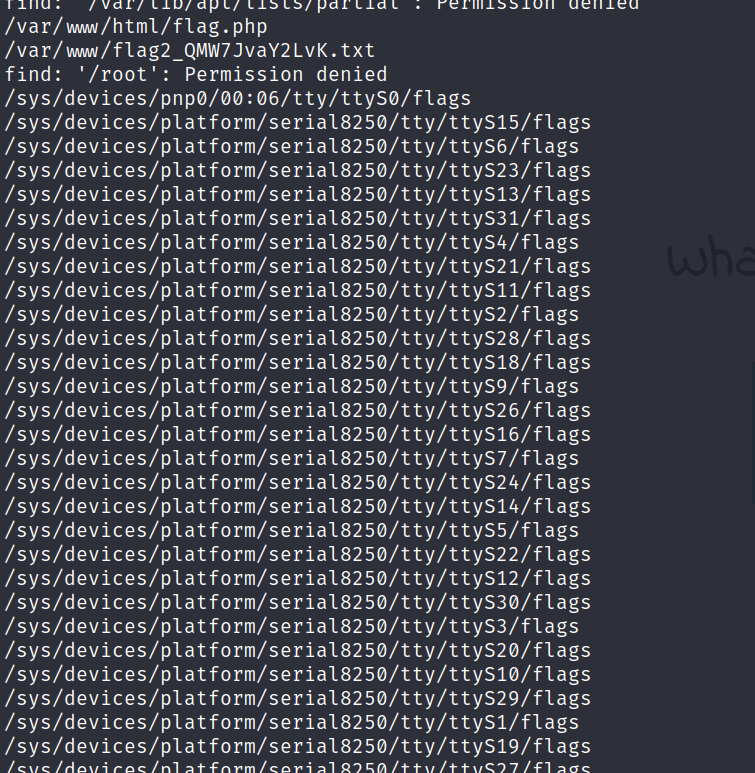 find: '/var/lib/apt/lists/partial': Permission denied
/var/www/html/flag.php
/var/www/flag2_QMW7JvaY2LvK.txt
find: '/root': Permission denied
/sys/devices/pnp0/00:06/tty/ttyS0/flags
/sys/devices/platform/serial8250/tty/ttyS15/flags
/sys/devices/platform/serial8250/tty/ttyS6/flags
/sys/devices/platform/serial8250/tty/ttyS23/flags
/sys/devices/platform/serial8250/tty/ttyS13/flags
/sys/devices/platform/serial8250/tty/ttyS31/flags
/sys/devices/platform/serial8250/tty/ttyS4/flags
/sys/devices/platform/serial8250/tty/ttyS21/flags
/sys/devices/platform/serial8250/tty/ttyS11/flags
/sys/devices/platform/serial8250/tty/ttyS2/flags
/sys/devices/platform/serial8250/tty/ttyS28/flags
/sys/devices/platform/serial8250/tty/ttyS18/flags
/sys/devices/platform/serial8250/tty/ttyS9/flags
/sys/devices/platform/serial8250/tty/ttyS26/flags
/sys/devices/platform/serial8250/tty/ttyS16/flags
/sys/devices/platform/serial8250/tty/ttyS7/flags
/sys/devices/platform/serial8250/tty/ttyS24/flags
/sys/devices/platform/serial8250/tty/ttyS14/flags
/sys/devices/platform/serial8250/tty/ttyS5/flags
/sys/devices/platform/serial8250/tty/ttyS22/flags
/sys/devices/platform/serial8250/tty/ttyS12/flags
/sys/devices/platform/serial8250/tty/ttyS30/flags
/sys/devices/platform/serial8250/tty/ttyS3/flags
/sys/devices/platform/serial8250/tty/ttyS20/flags
/sys/devices/platform/serial8250/tty/ttyS10/flags
/sys/devices/platform/serial8250/tty/ttyS29/flags
/sys/devices/platform/serial8250/tty/ttyS1/flags
/sys/devices/platform/serial8250/tty/ttyS19/flags
/sys/devices/platform/serial8250/tty/ttyS27/flags
wha